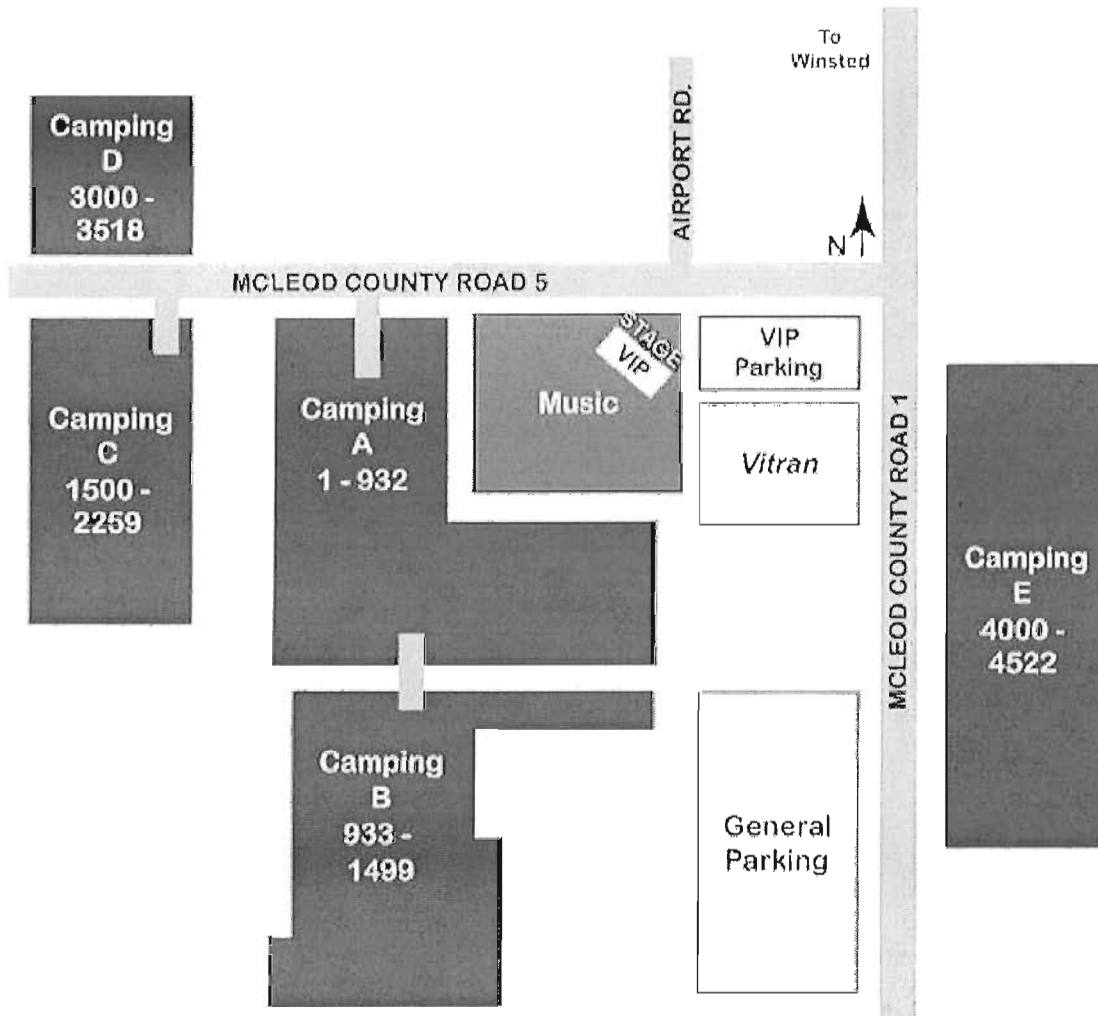 To
Winsted
AIRPORT RD.
N
Camping
D
3000 -
3518
MCLEOD COUNTY ROAD 5
STAGE
VIP
Music
VIP
Parking
Vitran
MCLEOD COUNTY ROAD 1
Camping
C
1500 -
2259
Camping
A
1 - 932
Camping
E
4000 -
4522
Camping
B
933 -
1499
General
Parking